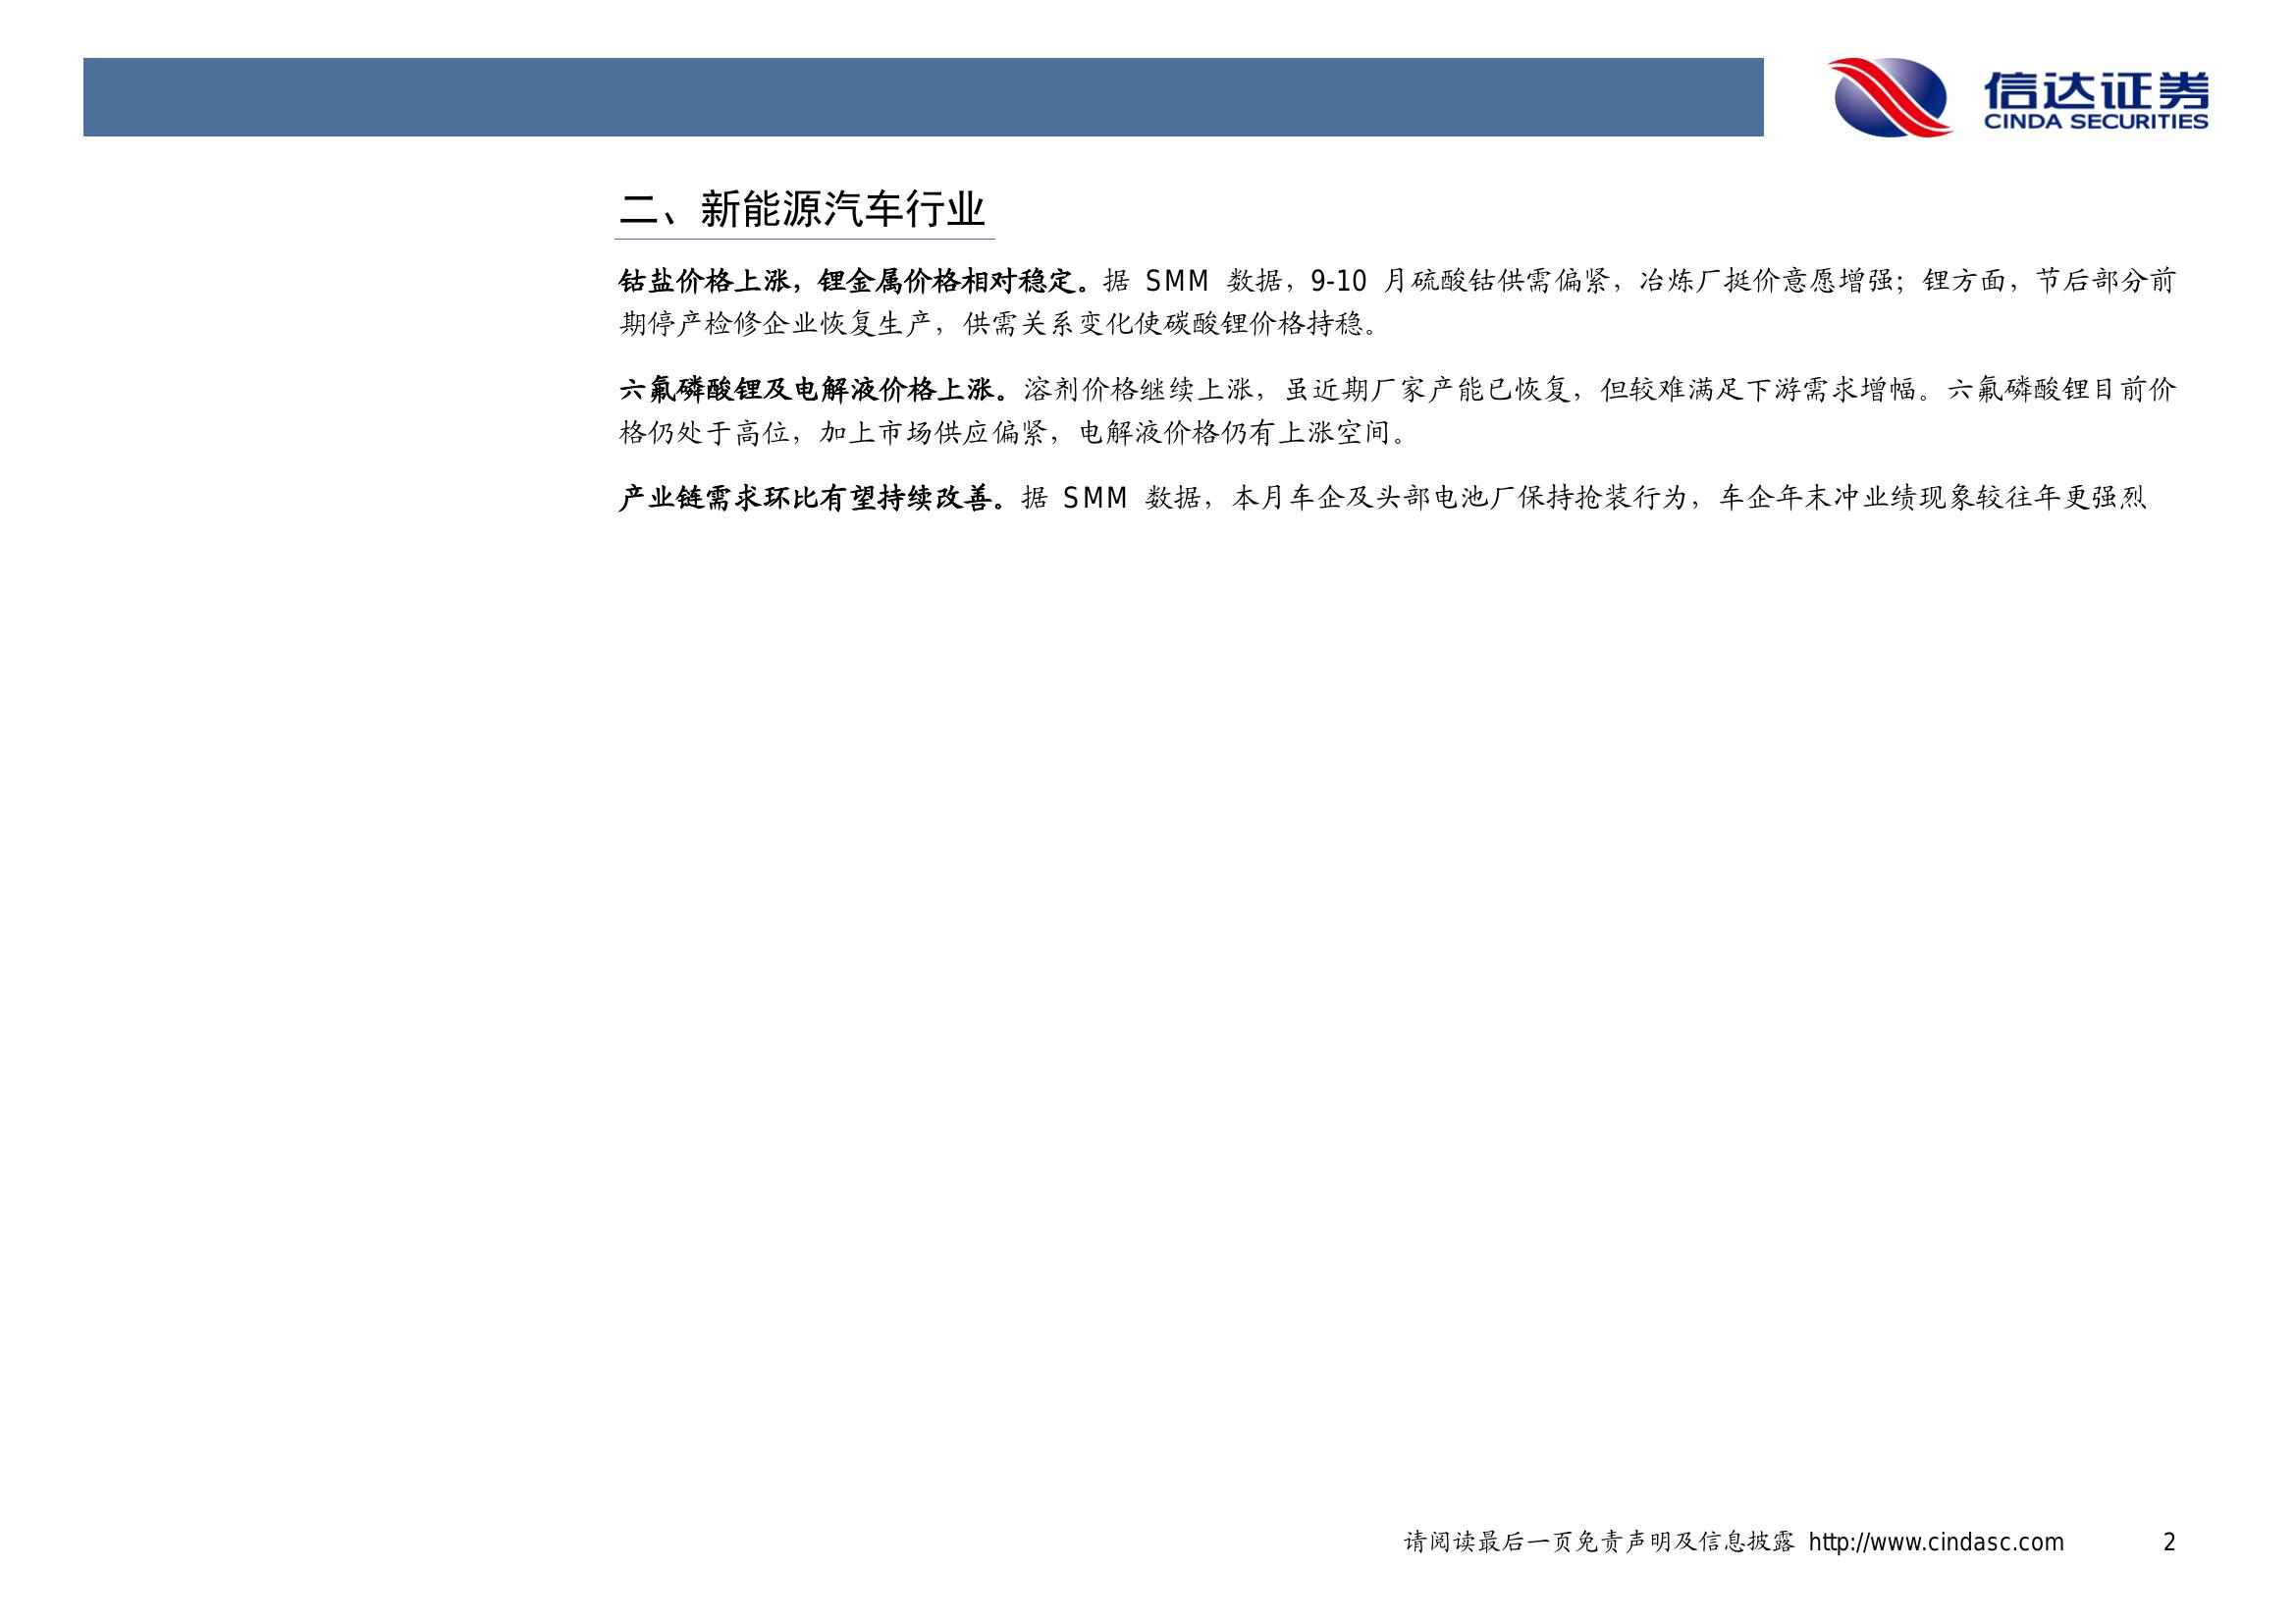 信达证券
CINDA SECURITIES
二、新能源汽车行业
钴盐价格上涨，锂金属价格相对稳定。据 SMM 数据，9-10 月硫酸钴供需偏紧，冶炼厂挺价意愿增强；锂方面，节后部分前
期停产检修企业恢复生产，供需关系变化使碳酸锂价格持稳。
六氟磷酸锂及电解液价格上涨。溶剂价格继续上涨，虽近期厂家产能已恢复，但较难满足下游需求增幅。六氟磷酸锂目前价
格仍处于高位，加上市场供应偏紧，电解液价格仍有上涨空间。
产业链需求环比有望持续改善。据 SMM 数据，本月车企及头部电池厂保持抢装行为，车企年末冲业绩现象较往年更强烈
请阅读最后一页免责声明及信息披露 http://www.cindasc.com 2